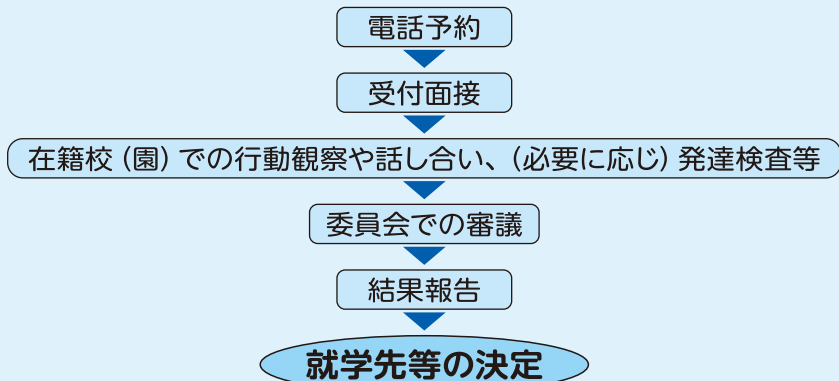 電話予約
受付面接
在籍校（園）での行動観察や話し合い、（必要に応じ）発達検査等
委員会での審議
結果報告
就学先等の決定